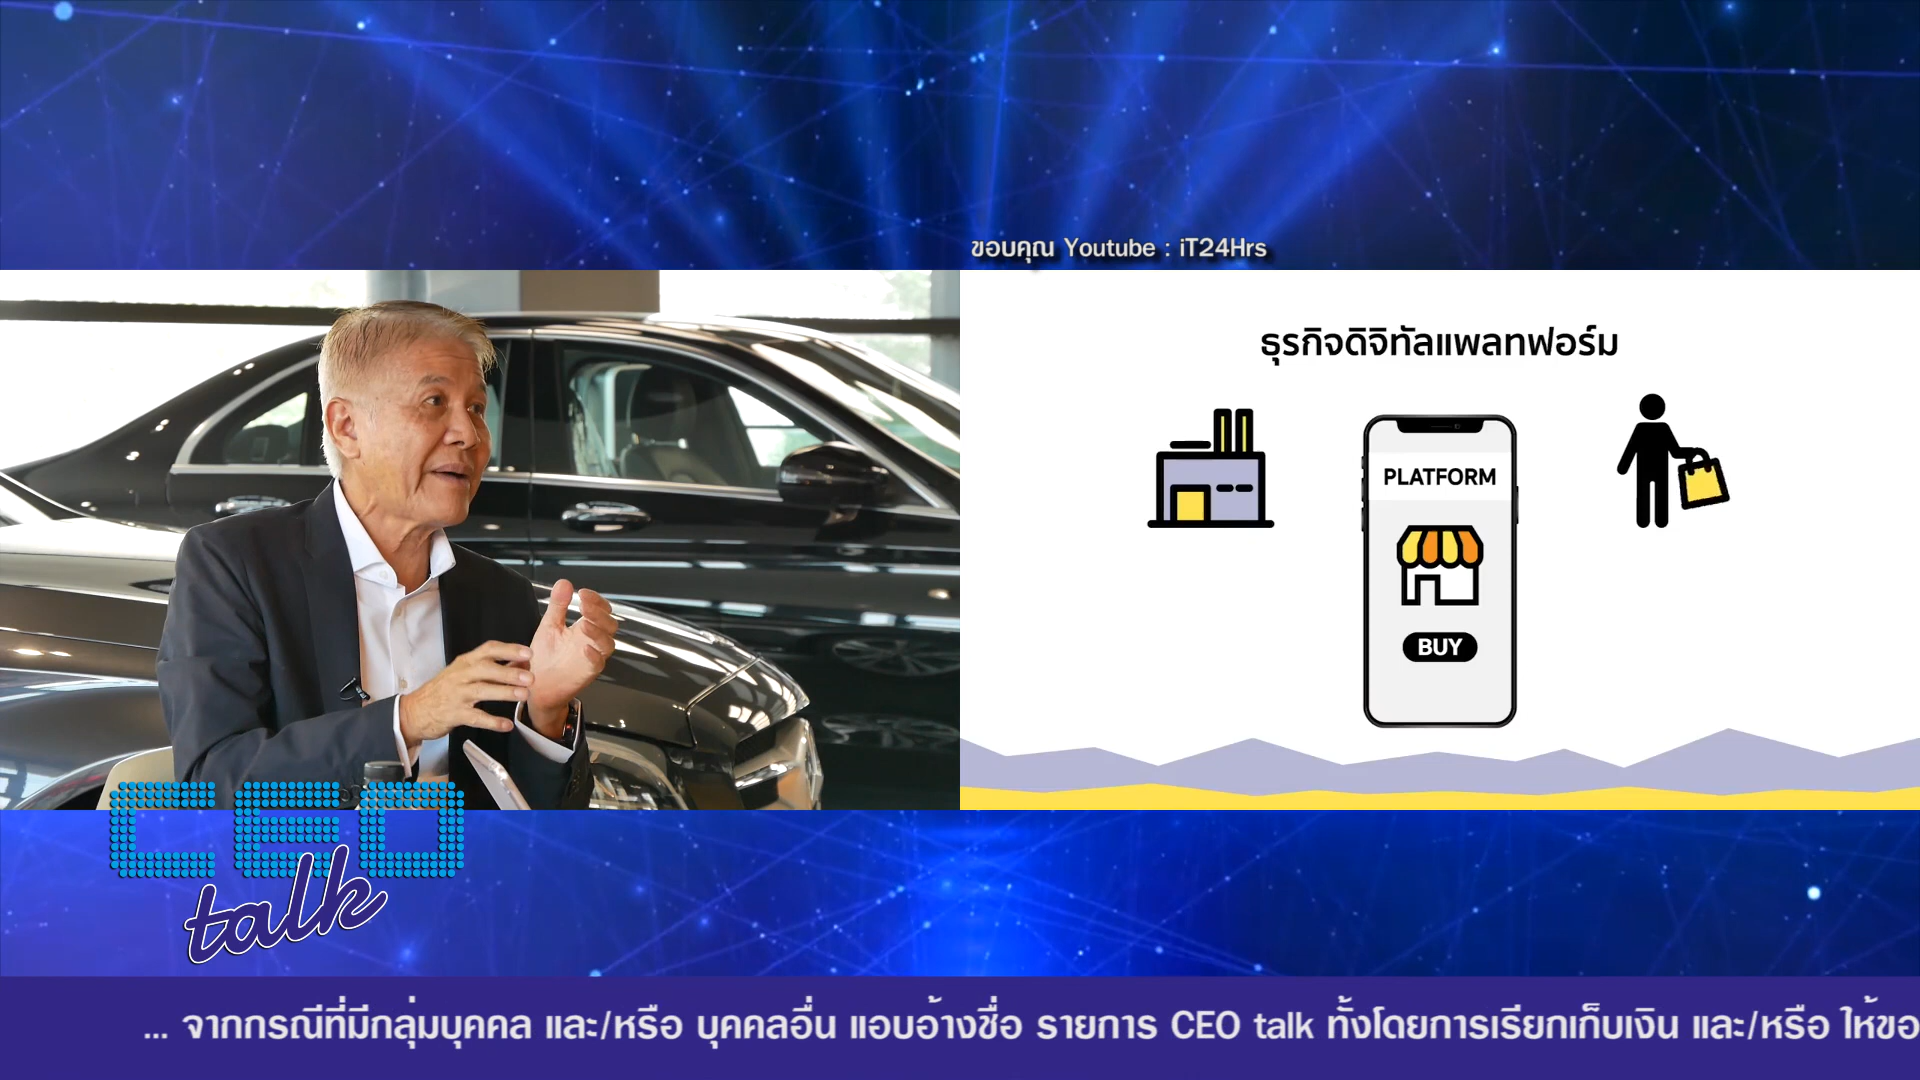 ขอบคุณ Youtube : iT24Hrs
ธุรกิจดิจิทัลแพลทฟอร์ม
PLATFORM
BUY
CEO
talk
... จากกรณีที่มีกลุ่มบุคคล และ/หรือ บุคคลอื่น แอบอ้างชื่อ รายการ CEO talk ทั้งโดยการเรียกเก็บเงิน และ/หรือ ให้ขอ